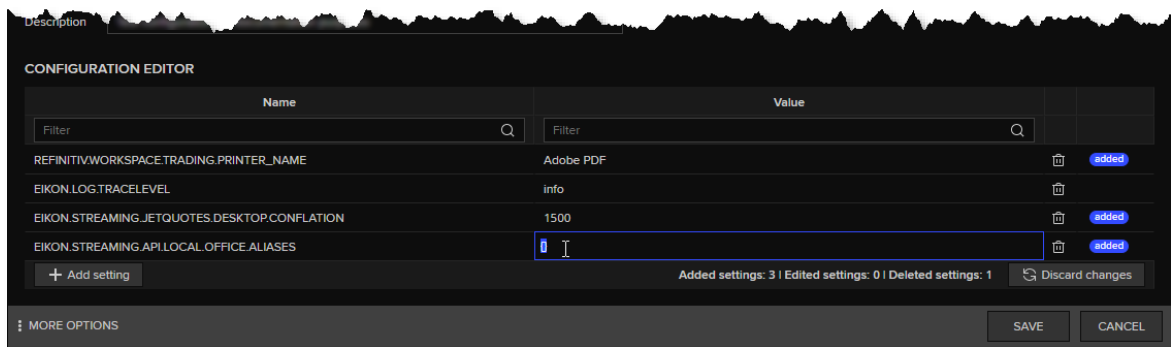 Description
CONFIGURATION EDITOR
Name Value
Filter Filter
REFINITIV.WORKSPACE.TRADING.PRINTER_NAME Adobe PDF added
EIKON.LOG.TRACELEVEL info
EIKON.STREAMING.JETQUOTES.DESKTOP.CONFLATION 1500 added
EIKON.STREAMING.API.LOCAL.OFFICE.ALIASES 0 added
+ Add setting Added settings: 3 | Edited settings: 0 | Deleted settings: 1 Discard changes
MORE OPTIONS SAVE CANCEL